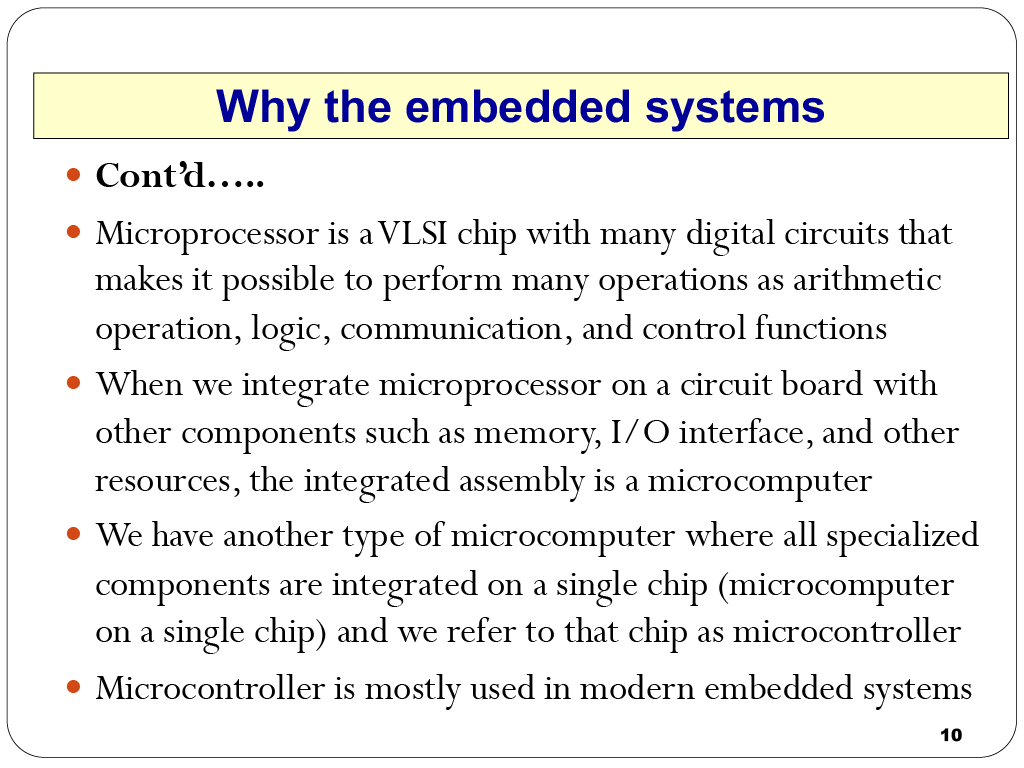 Why the embedded systems
• Cont’d…..
• Microprocessor is a VLSI chip with many digital circuits that
makes it possible to perform many operations as arithmetic
operation, logic, communication, and control functions
• When we integrate microprocessor on a circuit board with
other components such as memory, I/O interface, and other
resources, the integrated assembly is a microcomputer
• We have another type of microcomputer where all specialized
components are integrated on a single chip (microcomputer
on a single chip) and we refer to that chip as microcontroller
• Microcontroller is mostly used in modern embedded systems
10